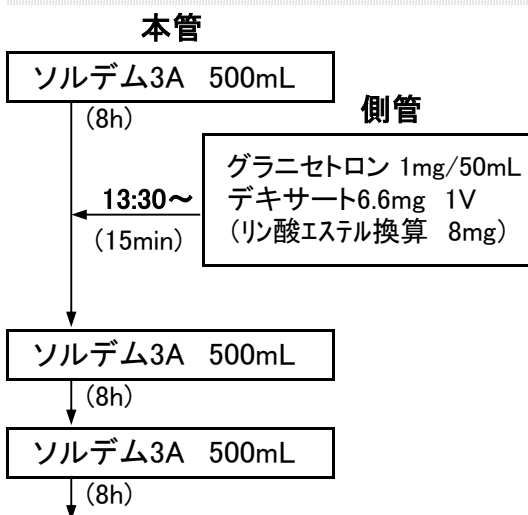 本管
ソルデム3A 500mL
(8h)
側管
グラニセトロン 1mg/50mL
デキサート6.6mg 1V
(リン酸エステル換算 8mg)
13:30～
(15min)
ソルデム3A 500mL
(8h)
ソルデム3A 500mL
(8h)